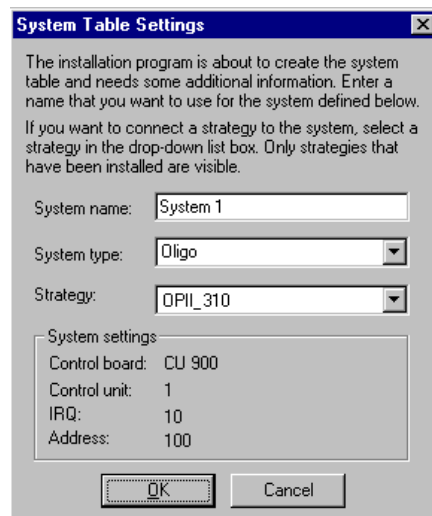 System Table Settings
The installation program is about to create the system
table and needs some additional information. Enter a
name that you want to use for the system defined below.
If you want to connect a strategy to the system, select a
strategy in the drop-down list box. Only strategies that
have been installed are visible.
System name: System 1
System type: Oligo
Strategy: OPII_310
System settings
Control board: CU 900
Control unit: 1
IRQ: 10
Address: 100
OK Cancel